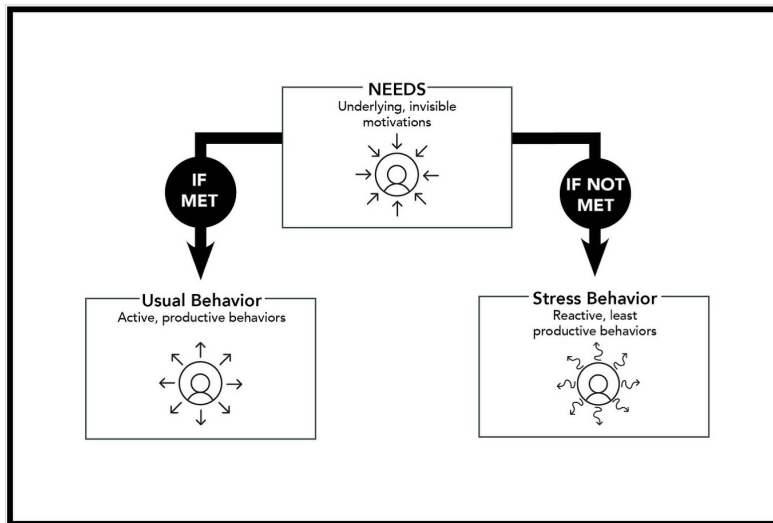 NEEDS
Underlying, invisible
motivations
IF
MET
IF NOT
MET
Usual Behavior
Active, productive behaviors
Stress Behavior
Reactive, least
productive behaviors